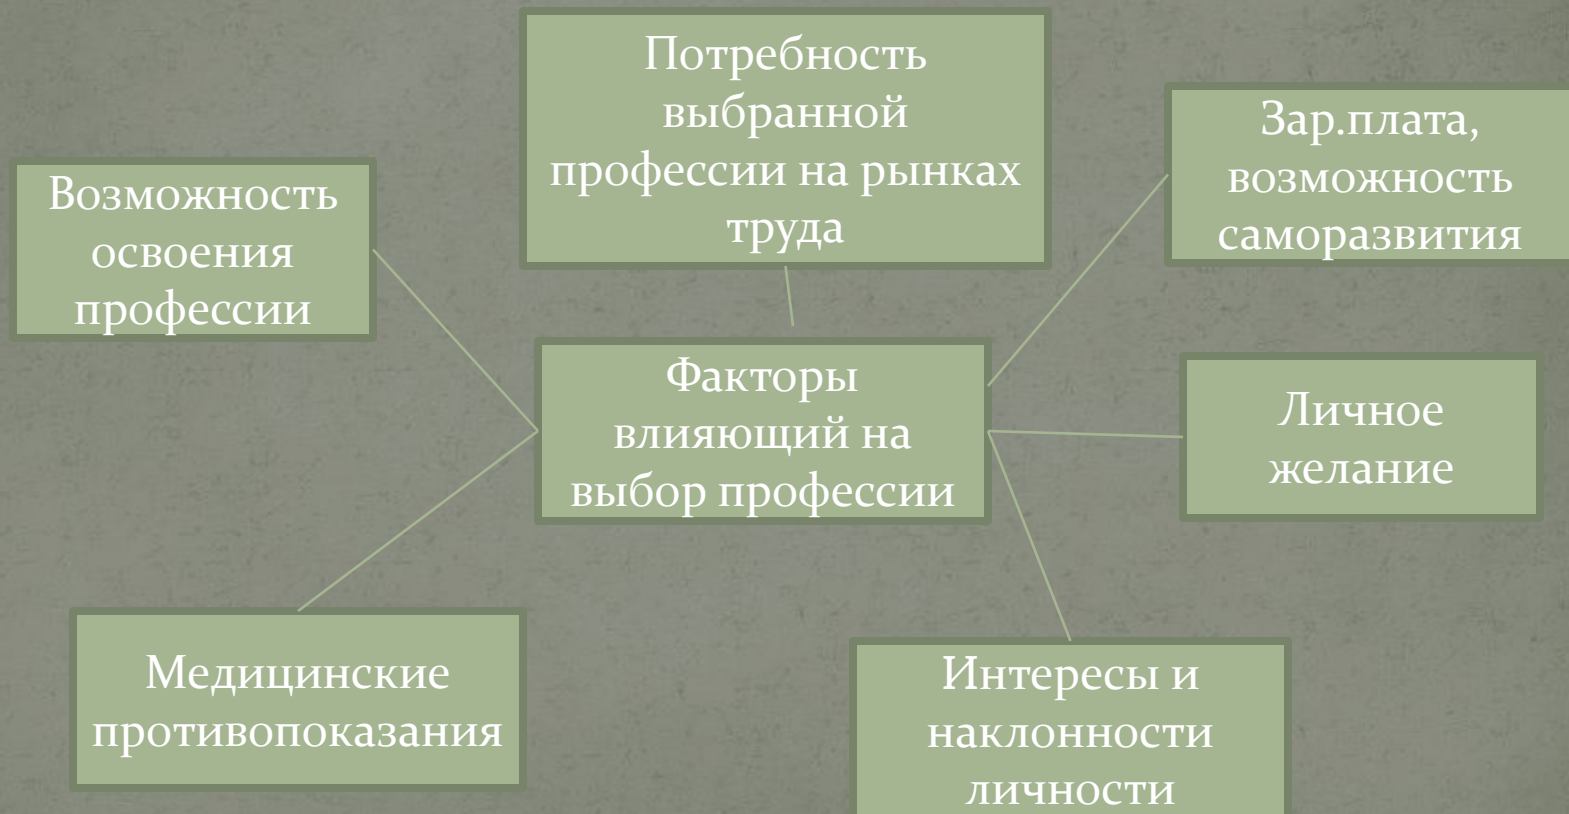 Потребность
выбранной
профессии на рынках
труда
Зар.плата,
возможность
саморазвития
Возможность
освоения
профессии
Факторы
влияющий на
выбор профессии
Личное
желание
Медицинские
противопоказания
Интересы и
наклонности
личности